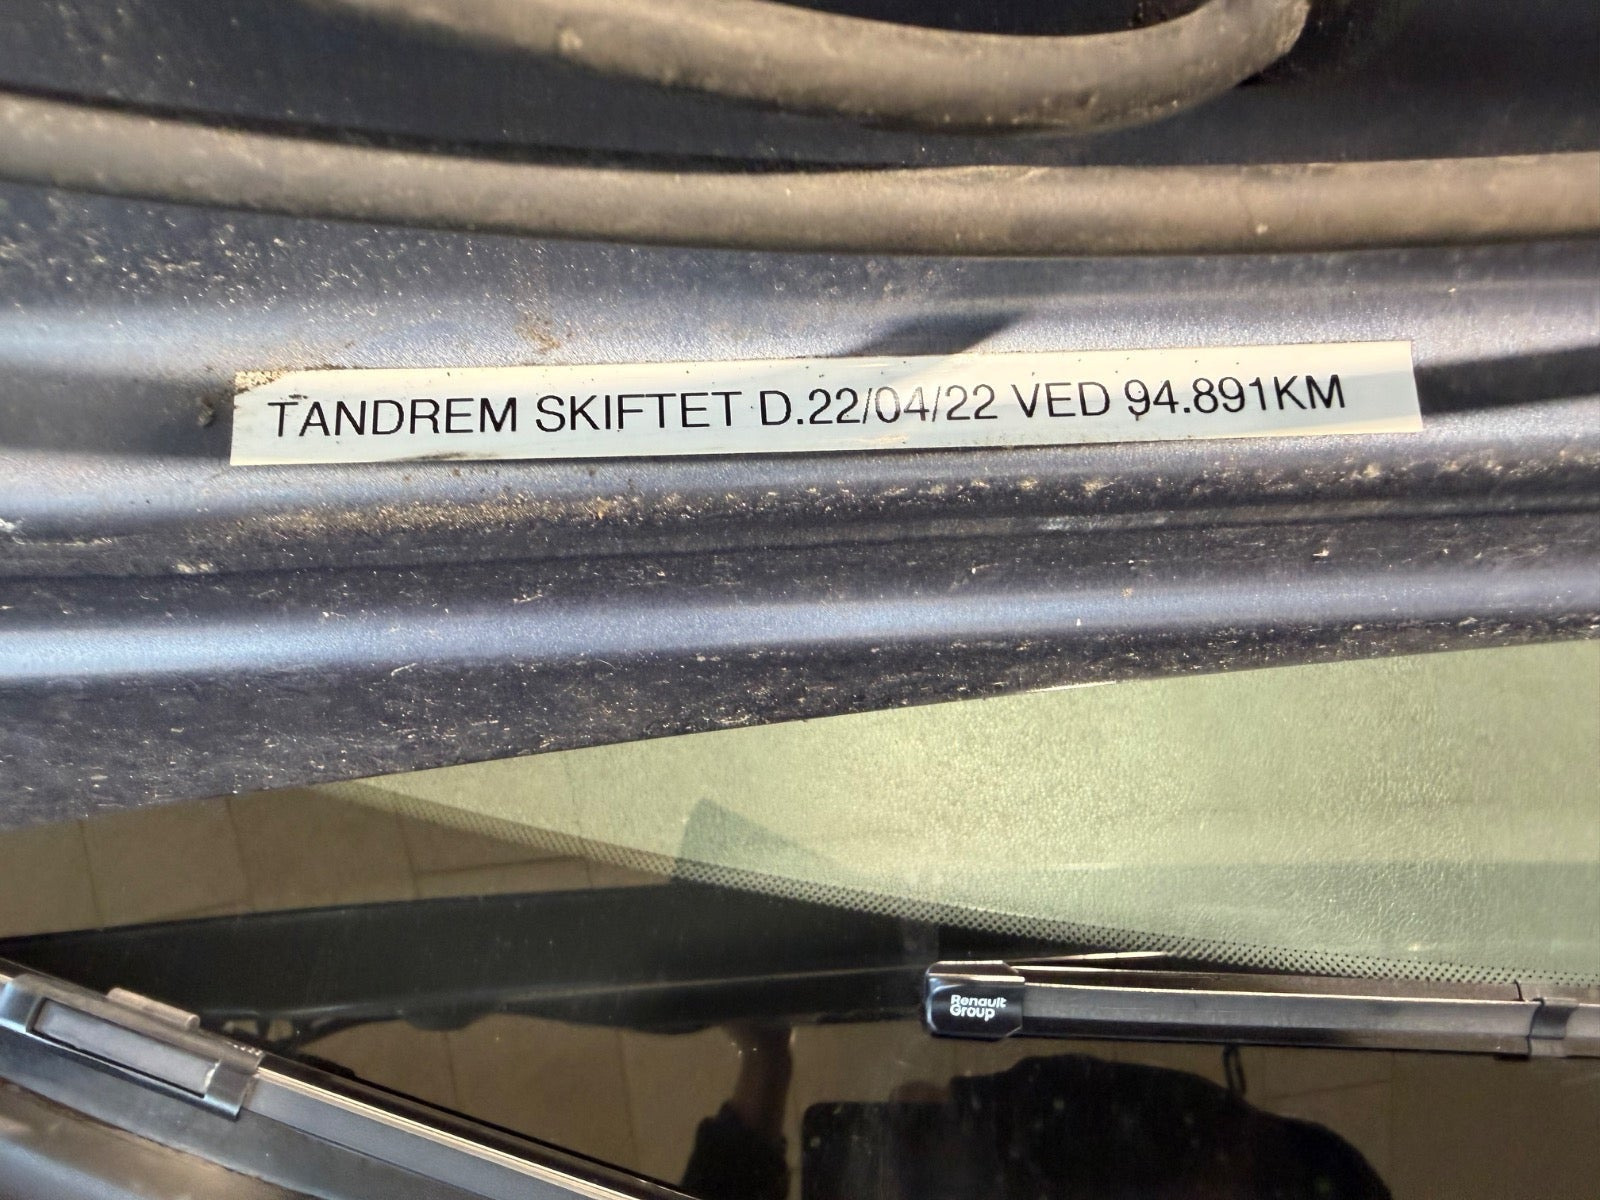 TANDREM SKIFTET D.22/04/22 VED 94.891KM
Renault
Group